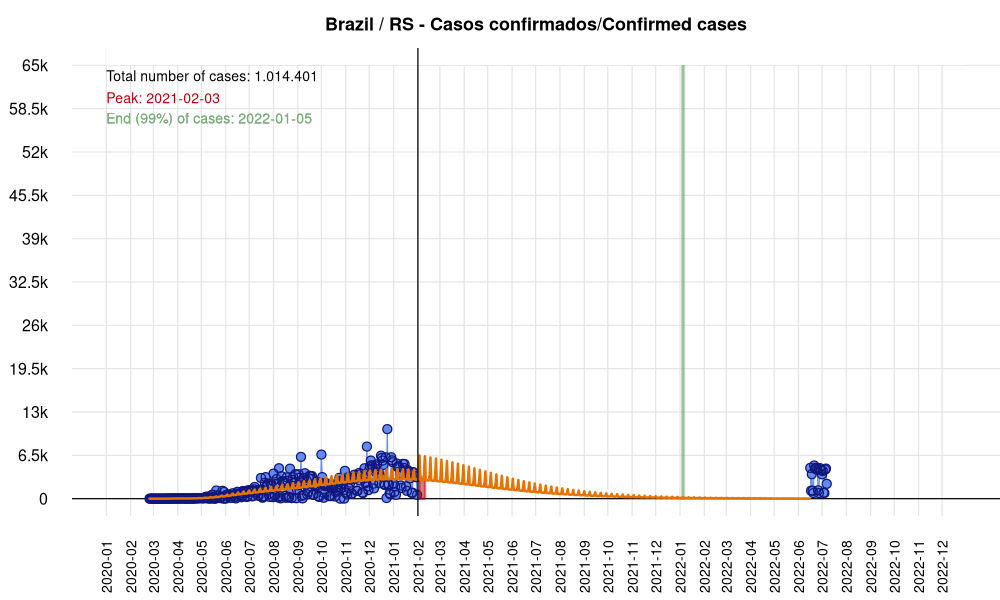 Brazil / RS - Casos confirmados/Confirmed cases
65k
Total number of cases: 1.014.401
Peak: 2021-02-03
58.5k
End (99%) of cases: 2022-01-05
52k
45.5k
39k
32.5k
26k
19.5k
13k
6.5k
0
2020-01
2020-02
2020-03
2020-04
2020-05
2020-06
2020-07
2020-08
2020-09
2020-10
2020-11
2020-12
2021-01
2021-02
2021-03
2021-04
2021-05
2021-06
2021-07
2021-08
2021-09
2021-10
2021-11
2021-12
2022-01
2022-02
2022-03
2022-04
2022-05
2022-06
2022-07
2022-08
2022-09
2022-10
2022-11
2022-12